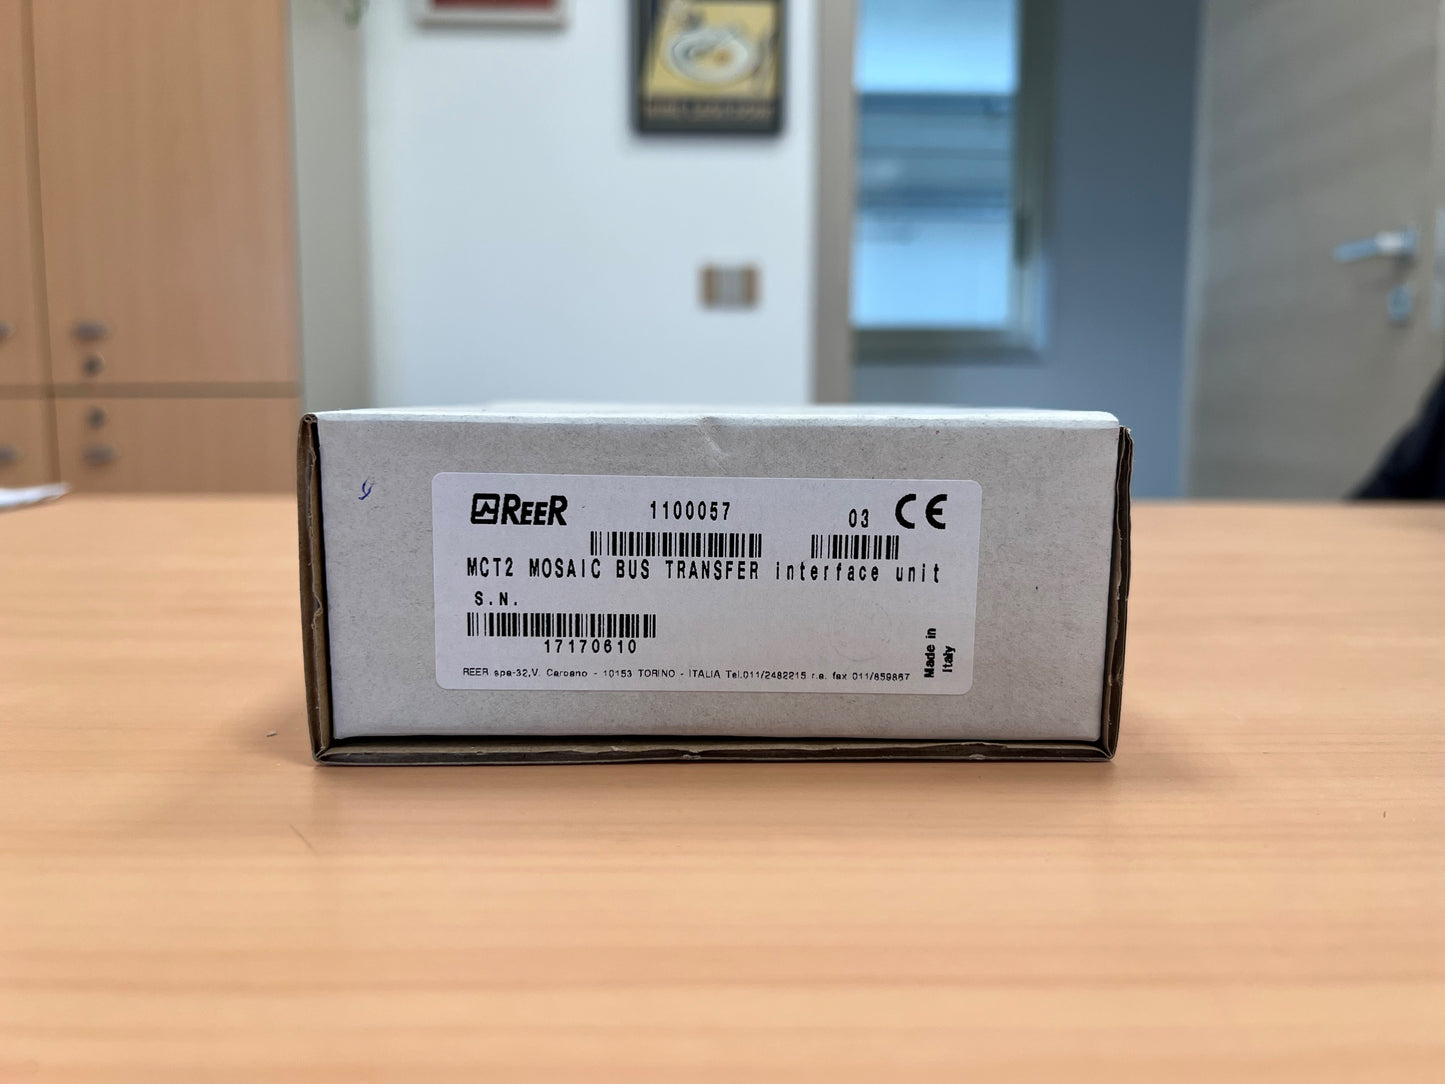 REER 1100057 03 CE
MCT2 MOSAIC BUS TRANSFER interface unit
S.N.
17170610
REER spa-32,V. Carcano - 10153 TORINO - ITALIA Tel.011/2482215 r.a. fax 011/859867
Made in
Italy